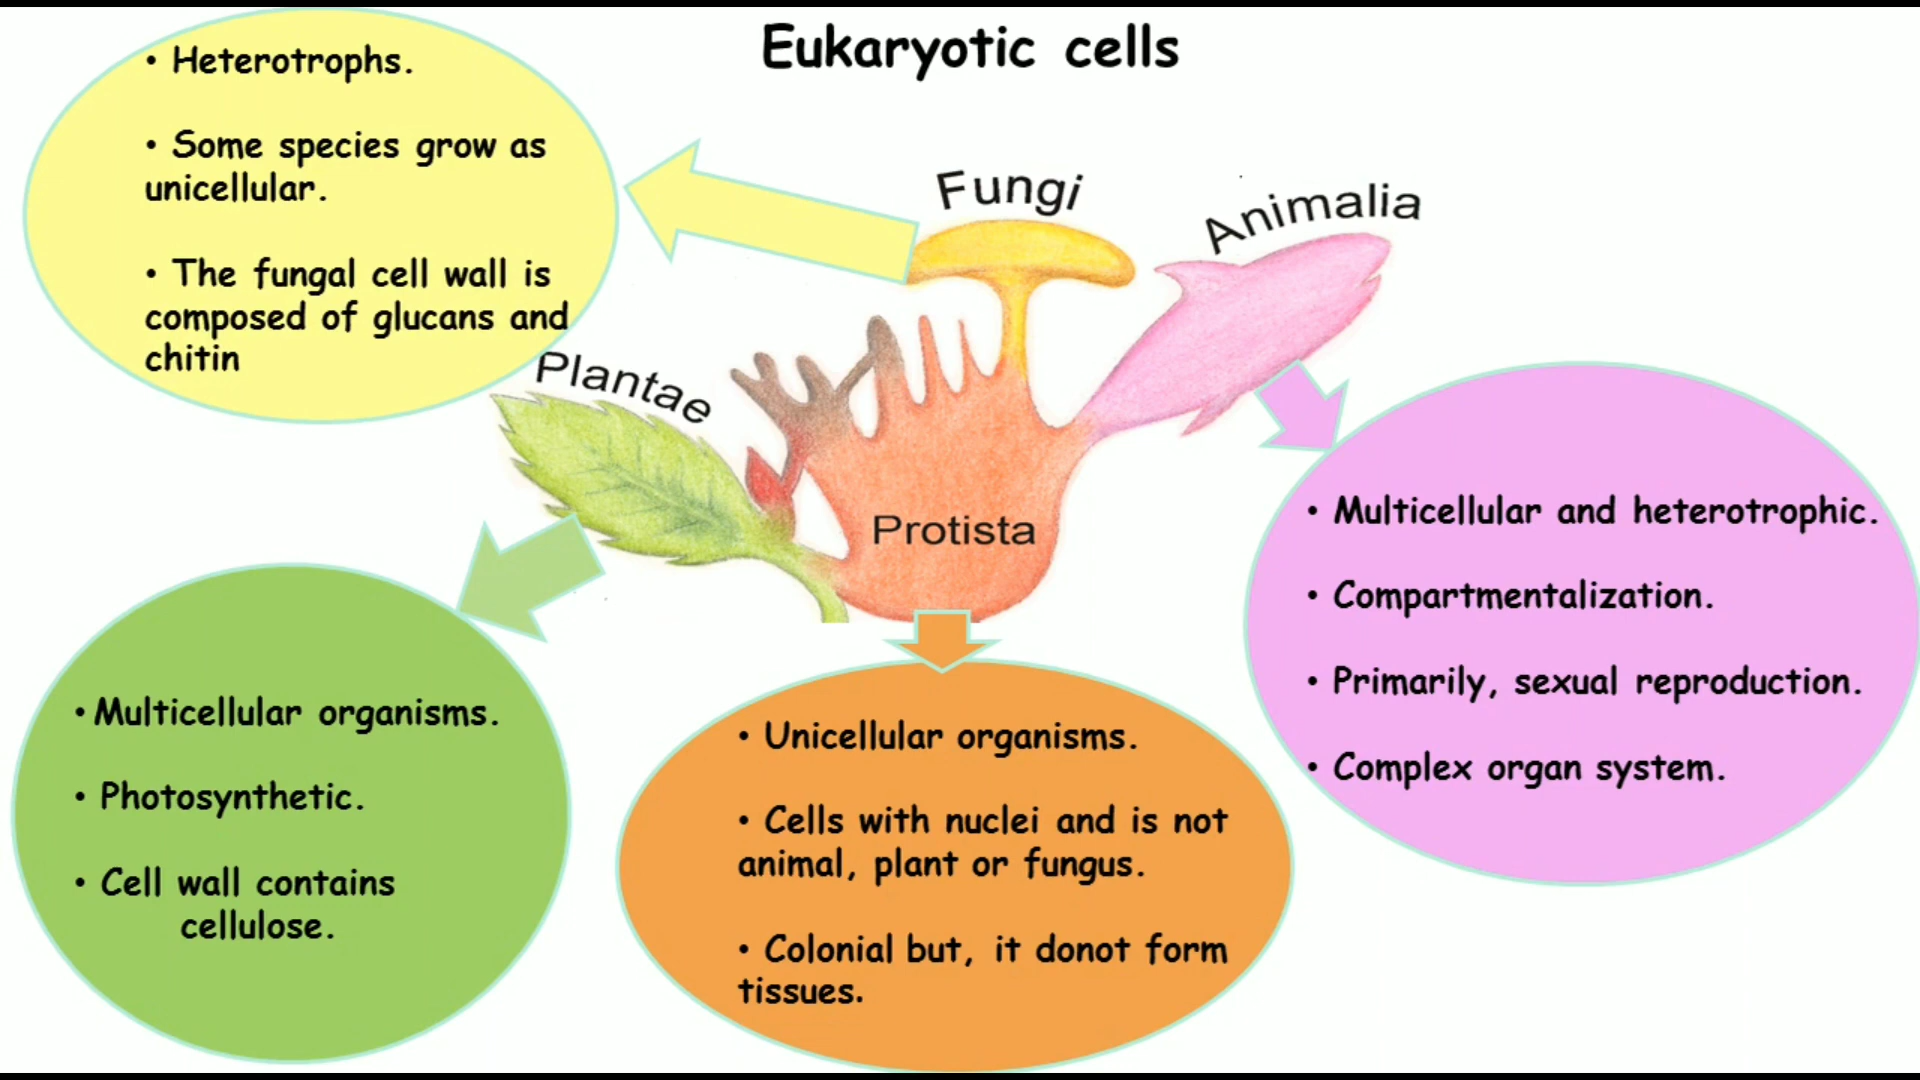 Eukaryotic cells
• Heterotrophs.
• Some species grow as
unicellular.
• The fungal cell wall is
composed of glucans and
chitin
Fungi
Animalia
Plantae
Protista
• Multicellular organisms.
• Photosynthetic.
• Cell wall contains
cellulose.
• Unicellular organisms.
• Cells with nuclei and is not
animal, plant or fungus.
• Colonial but, it donot form
tissues.
• Multicellular and heterotrophic.
• Compartmentalization.
• Primarily, sexual reproduction.
• Complex organ system.